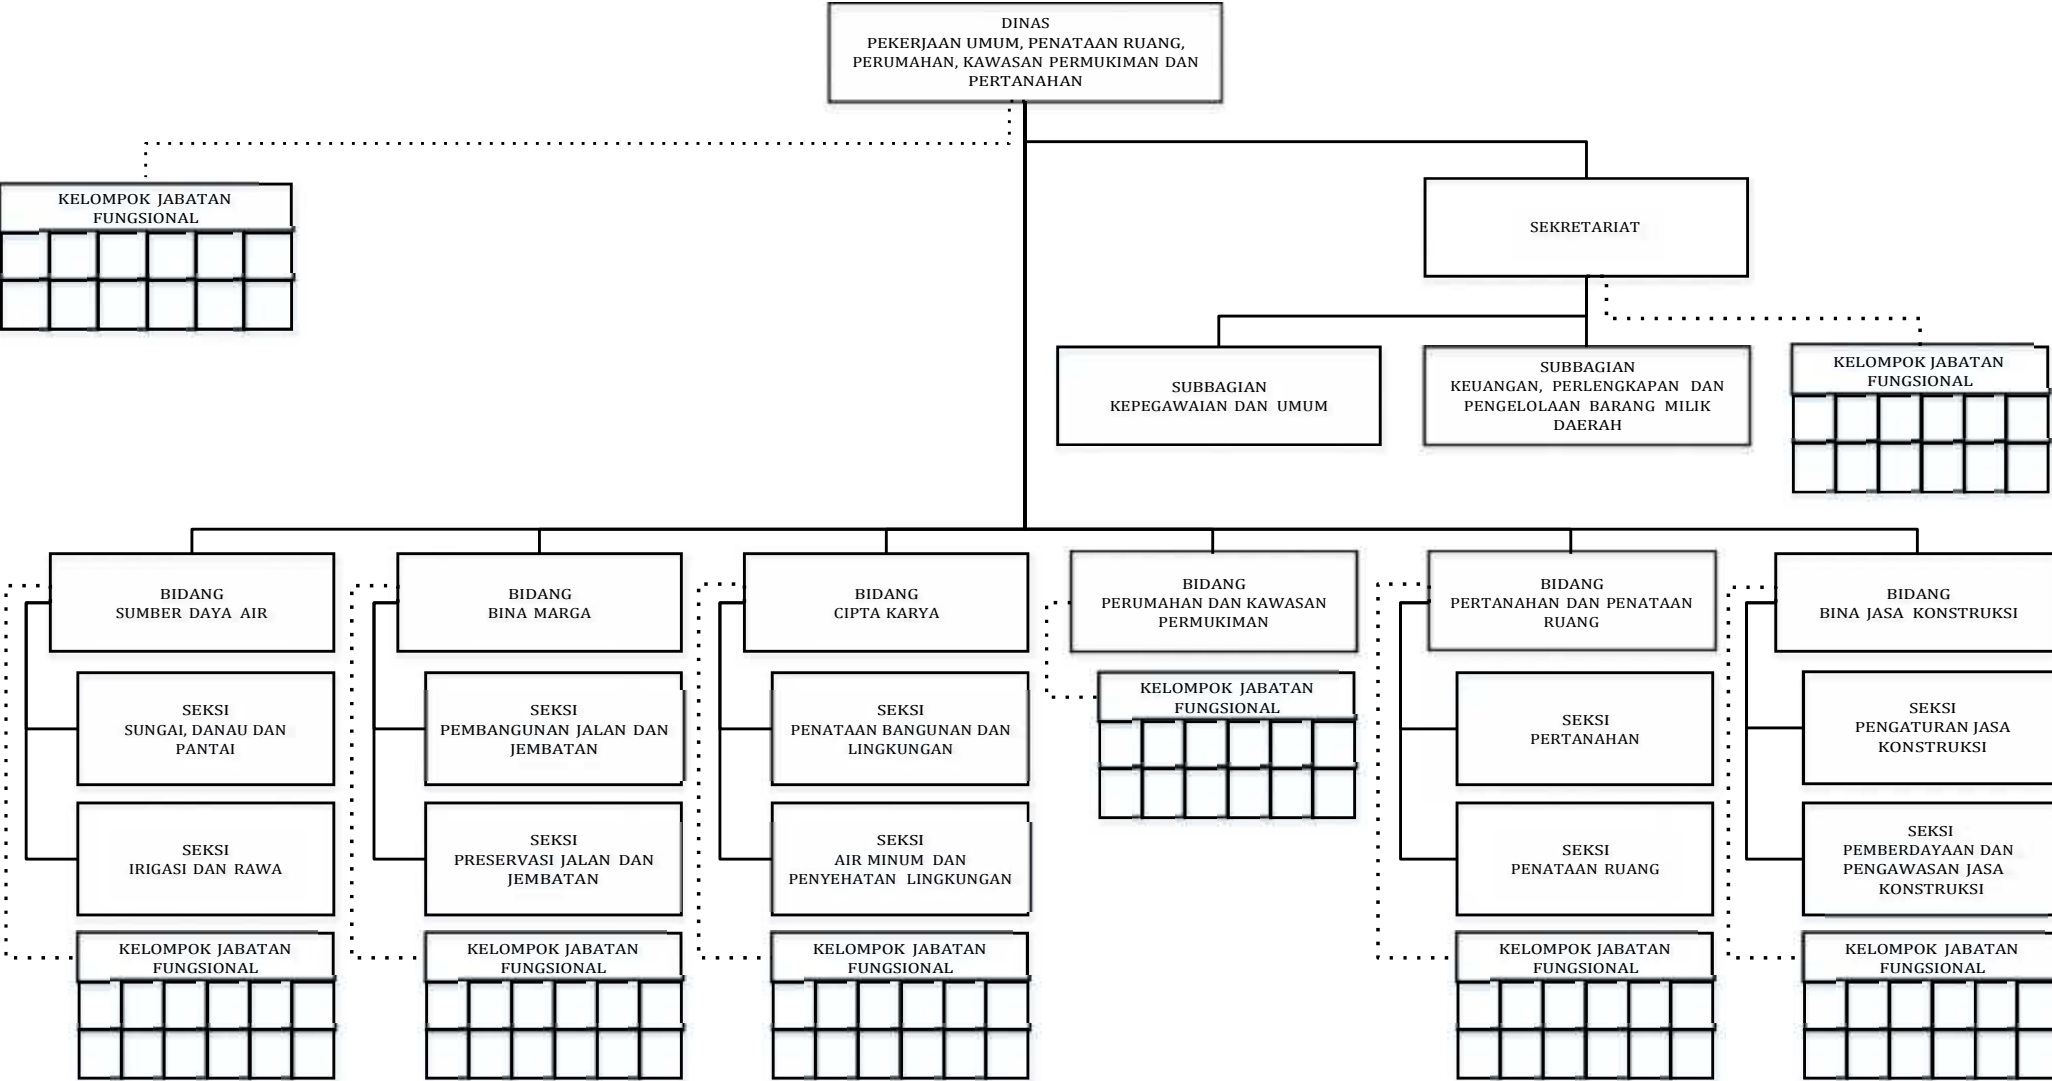 DINAS
PEKERJAAN UMUM, PENATAAN RUANG,
PERUMAHAN, KAWASAN PERMUKIMAN DAN
PERTANAHAN
KELOMPOK JABATAN
FUNGSIONAL
SEKRETARIAT
SUBBAGIAN
KEPEGAWAIAN DAN UMUM
SUBBAGIAN
KEUANGAN, PERLENGKAPAN DAN
PENGELOLAAN BARANG MILIK
DAERAH
KELOMPOK JABATAN
FUNGSIONAL
BIDANG
SUMBER DAYA AIR
SEKSI
SUNGAI, DANAU DAN
PANTAI
SEKSI
IRIGASI DAN RAWA
KELOMPOK JABATAN
FUNGSIONAL
BIDANG
BINA MARGA
SEKSI
PEMBANGUNAN JALAN DAN
JEMBATAN
SEKSI
PRESERVASI JALAN DAN
JEMBATAN
KELOMPOK JABATAN
FUNGSIONAL
BIDANG
CIPTA KARYA
SEKSI
PENATAAN BANGUNAN DAN
LINGKUNGAN
SEKSI
AIR MINUM DAN
PENYEHATAN LINGKUNGAN
KELOMPOK JABATAN
FUNGSIONAL
BIDANG
PERUMAHAN DAN KAWASAN
PERMUKIMAN
KELOMPOK JABATAN
FUNGSIONAL
BIDANG
PERTANAHAN DAN PENATAAN
RUANG
SEKSI
PERTANAHAN
SEKSI
PENATAAN RUANG
KELOMPOK JABATAN
FUNGSIONAL
BIDANG
BINA JASA KONSTRUKSI
SEKSI
PENGATURAN JASA
KONSTRUKSI
SEKSI
PEMBERDAYAAN DAN
PENGAWASAN JASA
KONSTRUKSI
KELOMPOK JABATAN
FUNGSIONAL